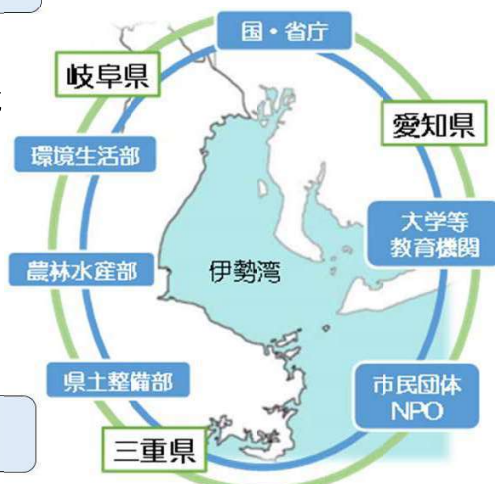 国・省庁
岐阜県
愛知県
環境生活部
大学等
教育機関
農林水産部
伊勢湾
県土整備部
市民団体
NPO
三重県